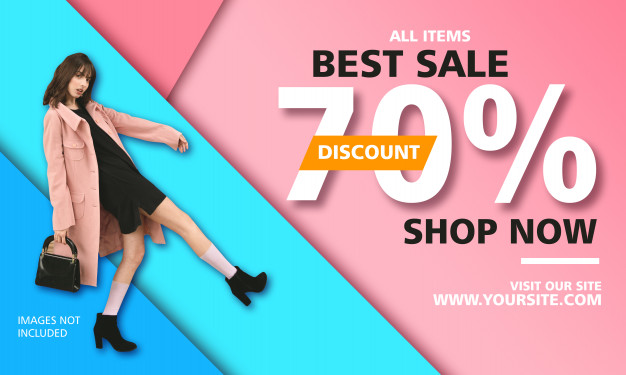 ALL ITEMS
BEST SALE
70%
DISCOUNT
SHOP NOW
VISIT OUR SITE
WWW.YOURSITE.COM
IMAGES NOT
INCLUDED